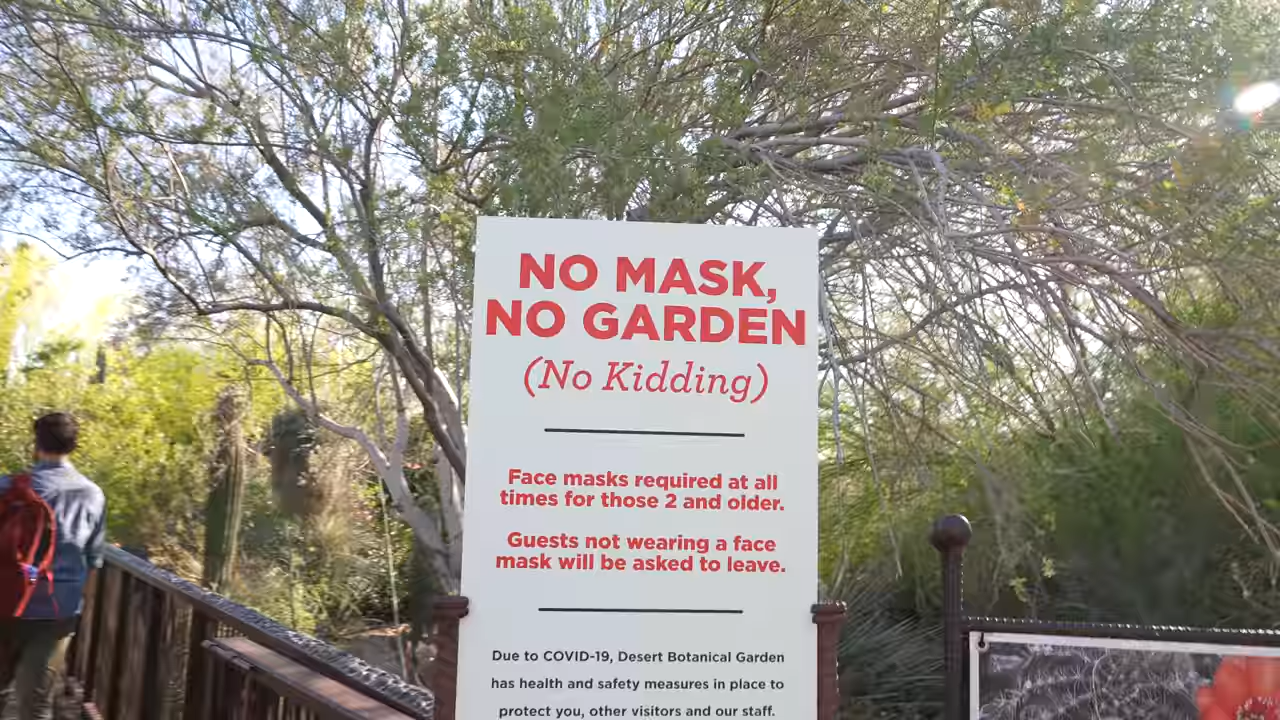 NO MASK,
NO GARDEN
(No Kidding)
Face masks required at all
times for those 2 and older.
Guests not wearing a face
mask will be asked to leave.
Due to COVID-19, Desert Botanical Garden
has health and safety measures in place to
protect you, other visitors and our staff.